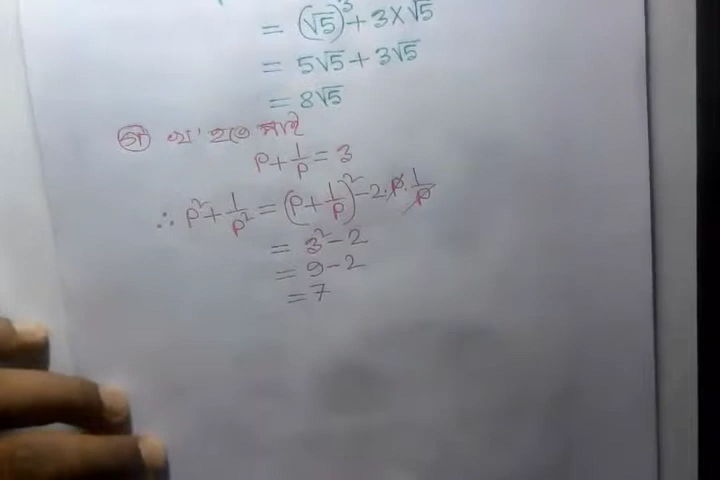 = (√5)³ + 3×√5
= 5√5 + 3√5
= 8√5
(গ) 'খ' হতে পাই
P + 1/P = 3
∴ P² + 1/P² = (P + 1/P)² - 2.P.1/P
= 3² - 2
= 9 - 2
= 7